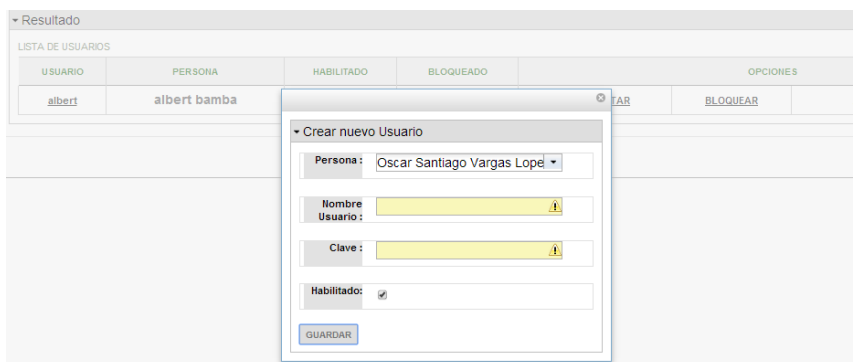 Resultado
LISTA DE USUARIOS
USUARIO PERSONA HABILITADO BLOQUEADO OPCIONES
albert albert bamba TAR BLOQUEAR
Crear nuevo Usuario
Persona: Oscar Santiago Vargas Lope
Nombre
Usuario:
Clave:
Habilitado:
GUARDAR